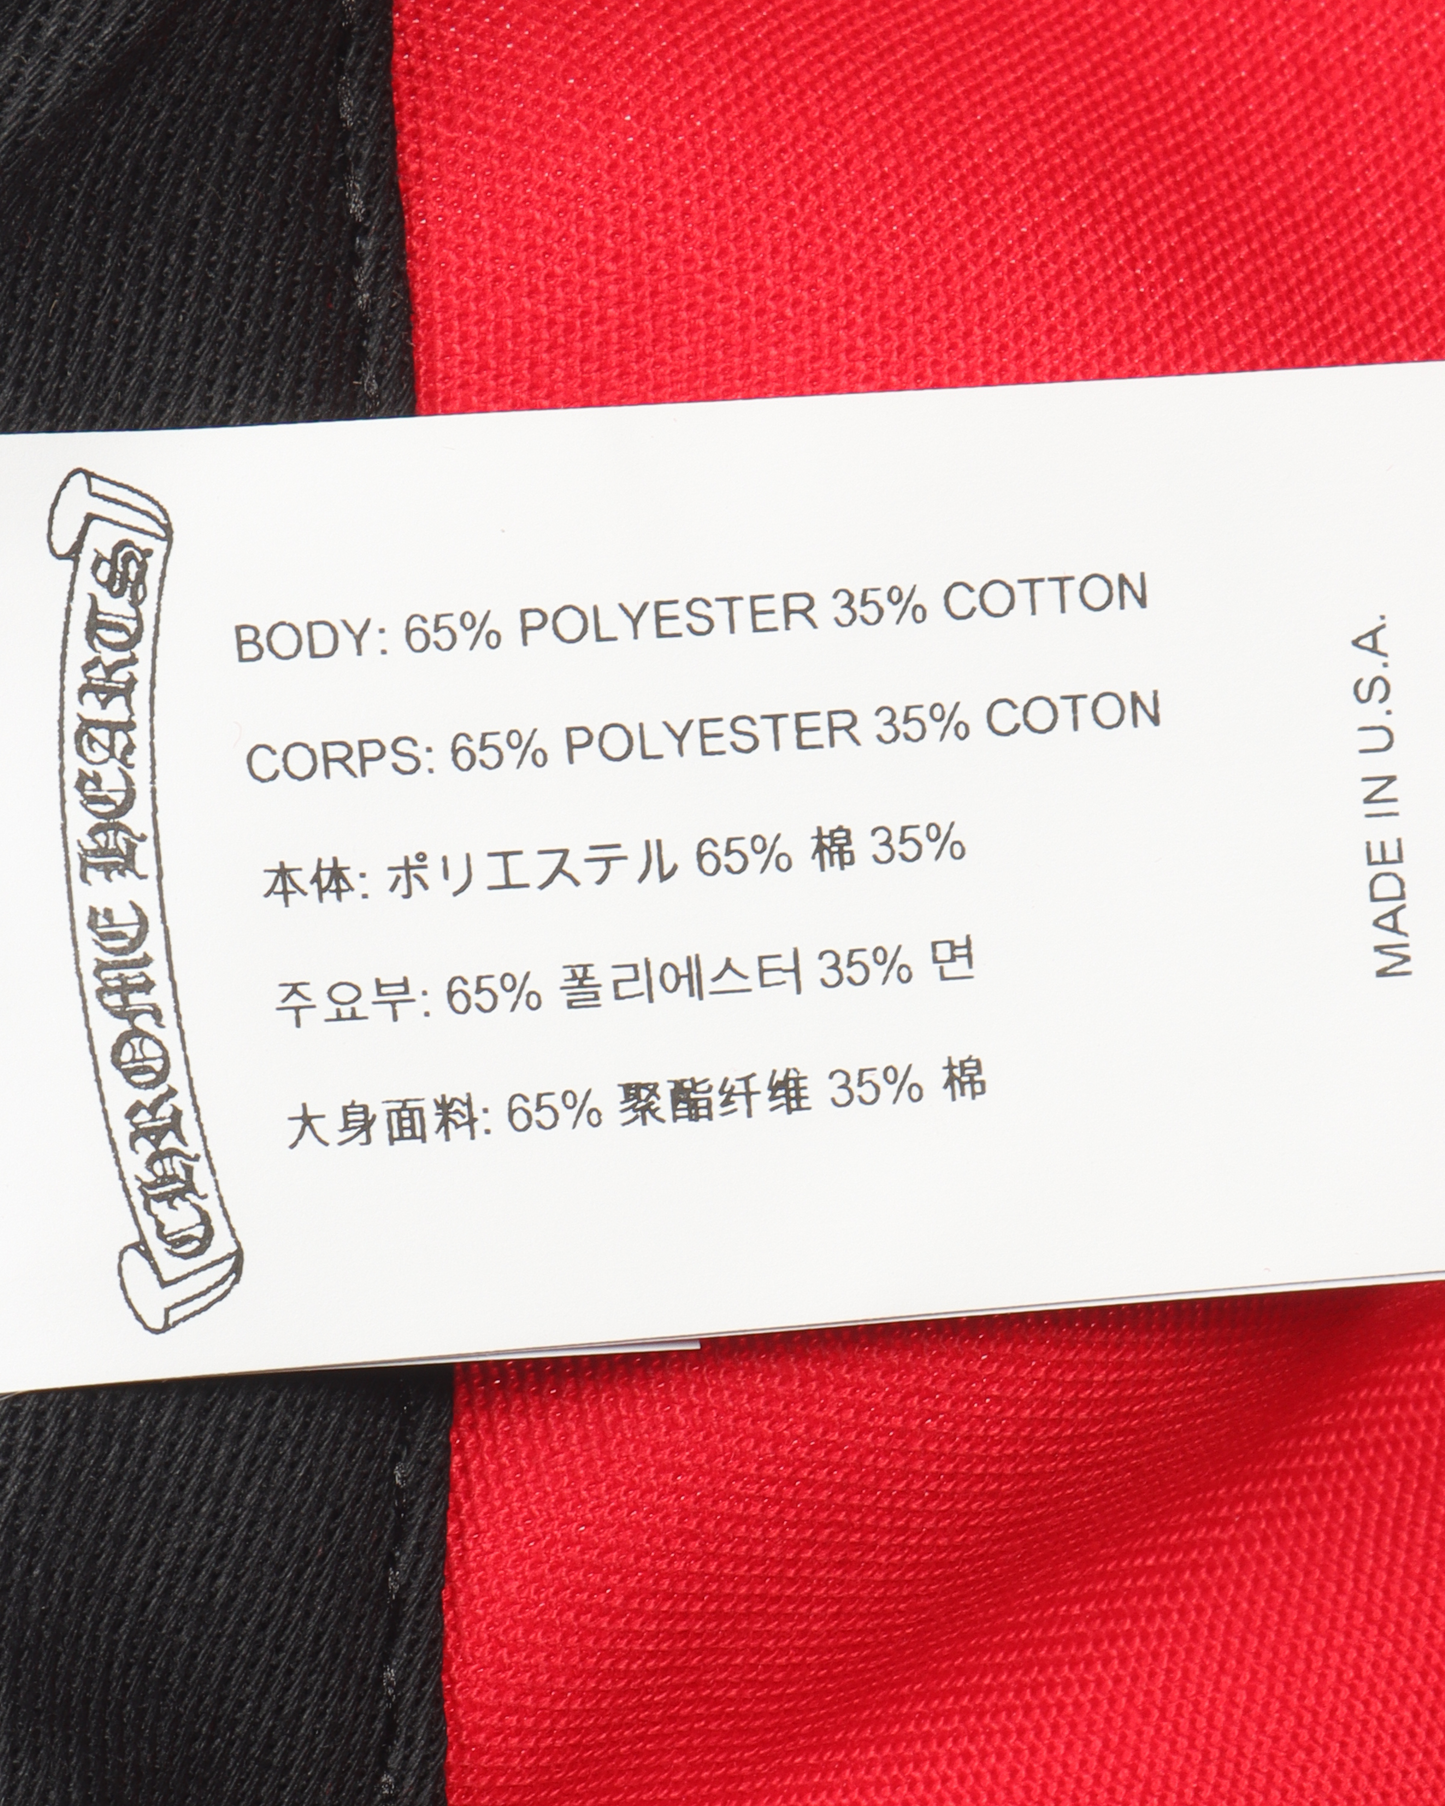 CHROME HEARTS
BODY: 65% POLYESTER 35% COTTON
CORPS: 65% POLYESTER 35% COTON
本体: ポリエステル 65% 棉 35%
주요부: 65% 폴리에스터 35% 면
大身面料: 65% 聚酯纤维 35% 棉
MADE IN U.S.A.